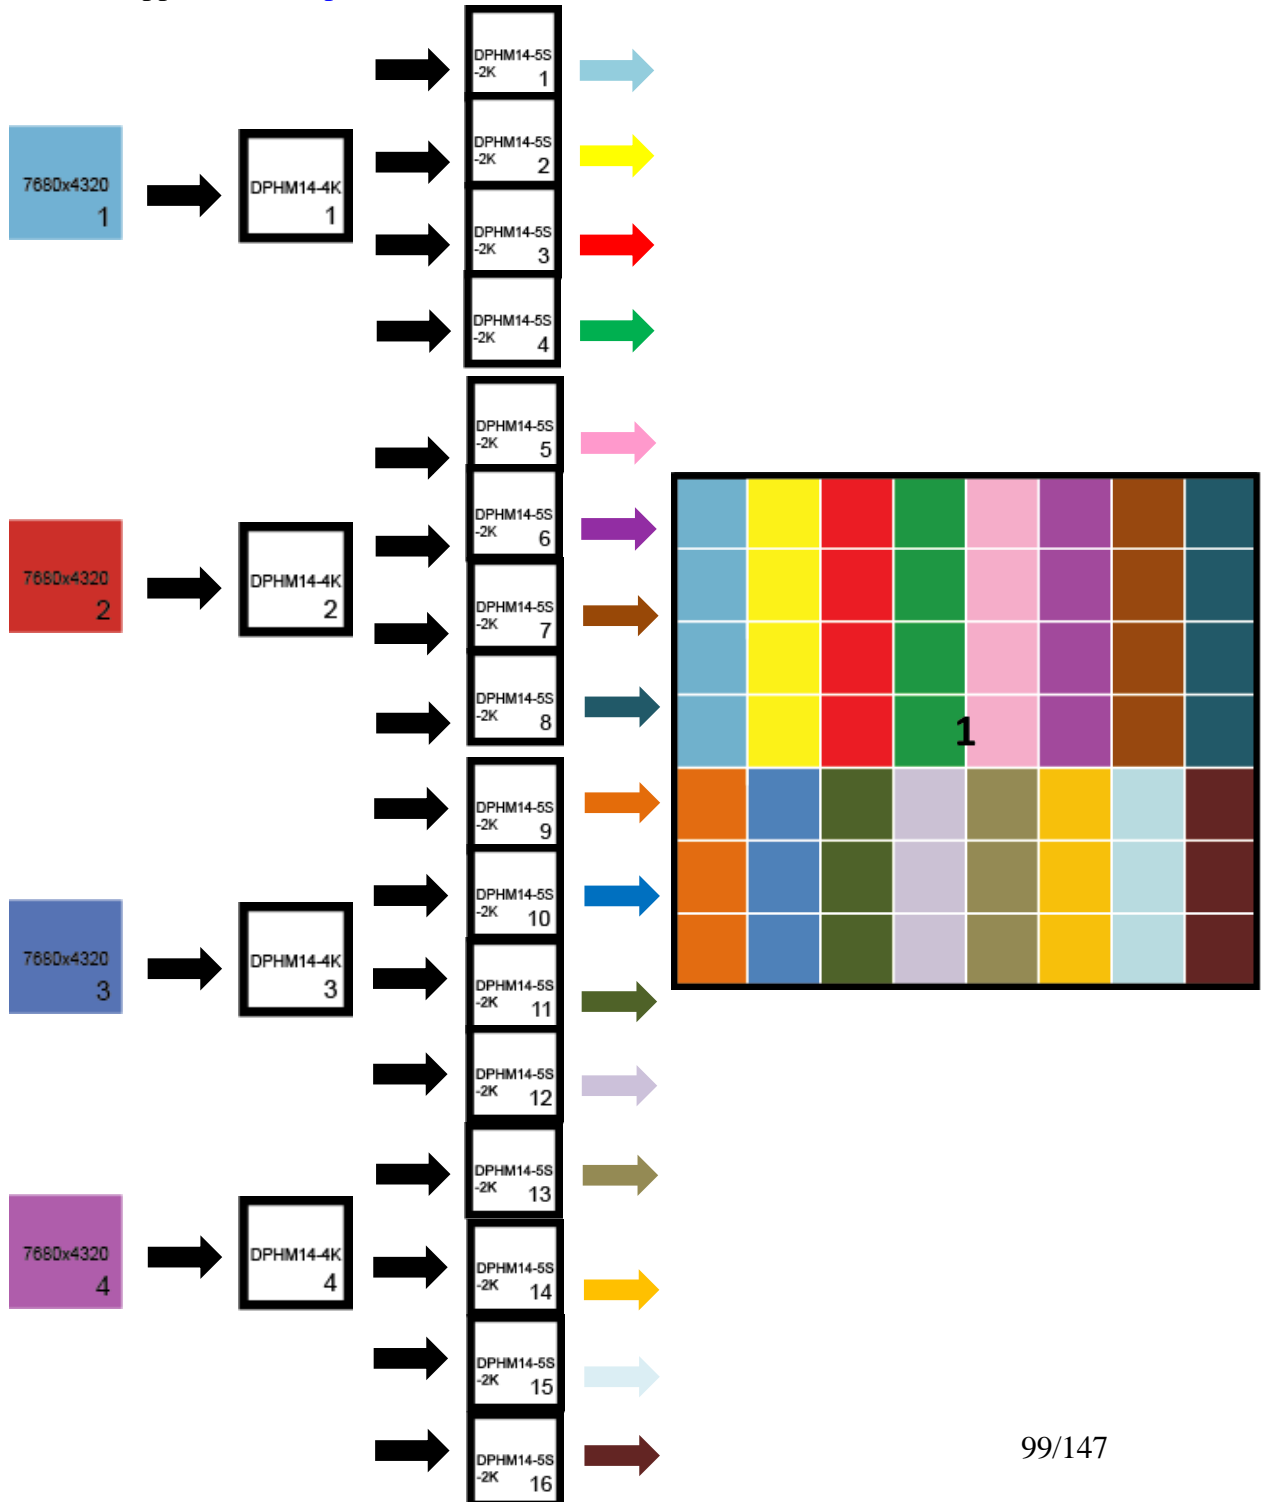 DPHM14-5S
-2K 1
DPHM14-5S
-2K 2
7680x4320
1
DPHM14-4K
1
DPHM14-5S
-2K 3
DPHM14-5S
-2K 4
DPHM14-5S
-2K 5
DPHM14-5S
-2K 6
7680x4320
2
DPHM14-4K
2
DPHM14-5S
-2K 7
DPHM14-5S
-2K 8
1
DPHM14-5S
-2K 9
DPHM14-5S
-2K 10
7680x4320
3
DPHM14-4K
3
DPHM14-5S
-2K 11
DPHM14-5S
-2K 12
DPHM14-5S
-2K 13
7680x4320
4
DPHM14-4K
4
DPHM14-5S
-2K 14
DPHM14-5S
-2K 15
DPHM14-5S
-2K 16
99/147